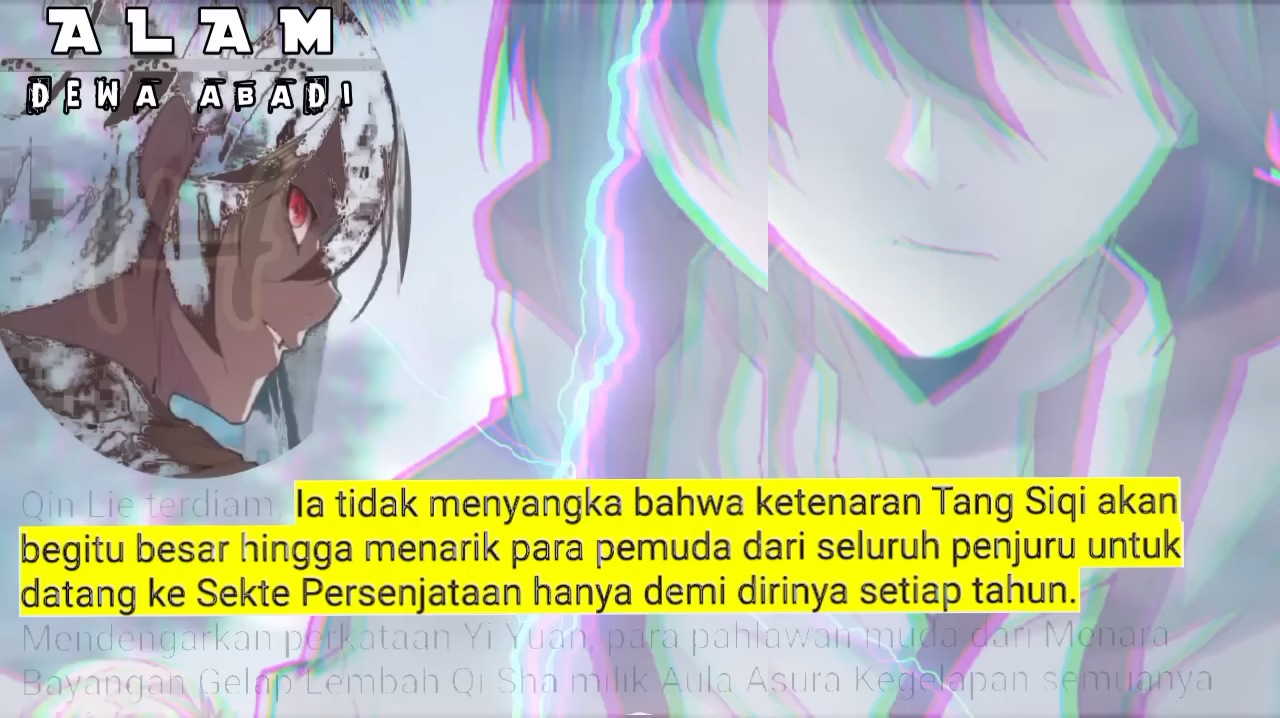 ALAM
DEWA ABADI
Qin Lie terdiam. Ia tidak menyangka bahwa ketenaran Tang Siqi akan
begitu besar hingga menarik para pemuda dari seluruh penjuru untuk
datang ke Sekte Persenjataan hanya demi dirinya setiap tahun.
Mendengarkan perkataan Yi Yuan, para pahlawan muda dari Menara
Bayangan Gelap Lembah Qi Sha milik Aula Asura Kegelapan semuanya